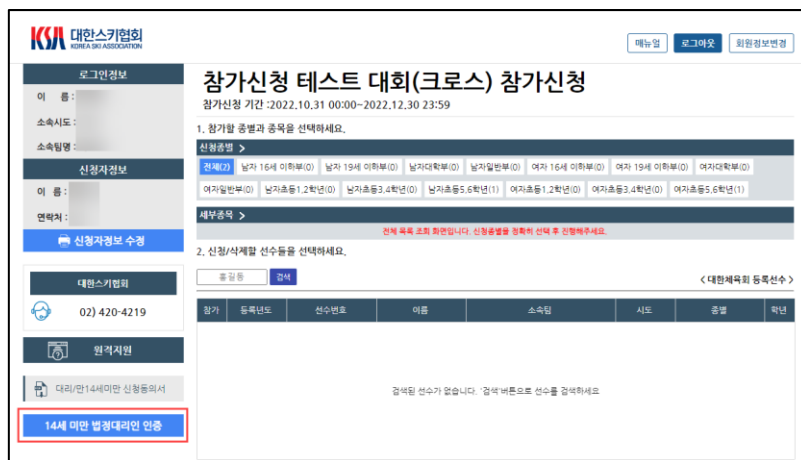 KSA 대한스키협회
KOREA SKI ASSOCIATION
매뉴얼 로그아웃 회원정보변경
로그인정보
이 름 :
소속시도 :
소속팀명 :
신청자정보
이 름 :
연락처 :
신청자정보 수정
대한스키협회
02) 420-4219
원격지원
대리/만14세미만 신청동의서
14세 미만 법정대리인 인증
참가신청 테스트 대회(크로스) 참가신청
참가신청 기간 :2022.10.31 00:00~2022.12.30 23:59
1. 참가할 종별과 종목을 선택하세요.
신청종별 >
전체(2) 남자 16세 이하부(0) 남자 19세 이하부(0) 남자대학부(0) 남자일반부(0) 여자 16세 이하부(0) 여자 19세 이하부(0) 여자대학부(0)
여자일반부(0) 남자초등1,2학년(0) 남자초등3,4학년(0) 남자초등5,6학년(1) 여자초등1,2학년(0) 여자초등3,4학년(0) 여자초등5,6학년(1)
세부종목 >
전체 목록 조회 화면입니다. 신청종별을 정확히 선택 후 진행해주세요.
2. 신청/삭제할 선수들을 선택하세요.
홍길동 검색
< 대한체육회 등록선수 >
참가 등록년도 선수번호 이름 소속팀 시도 종별 학년
검색된 선수가 없습니다. '검색'버튼으로 선수를 검색하세요